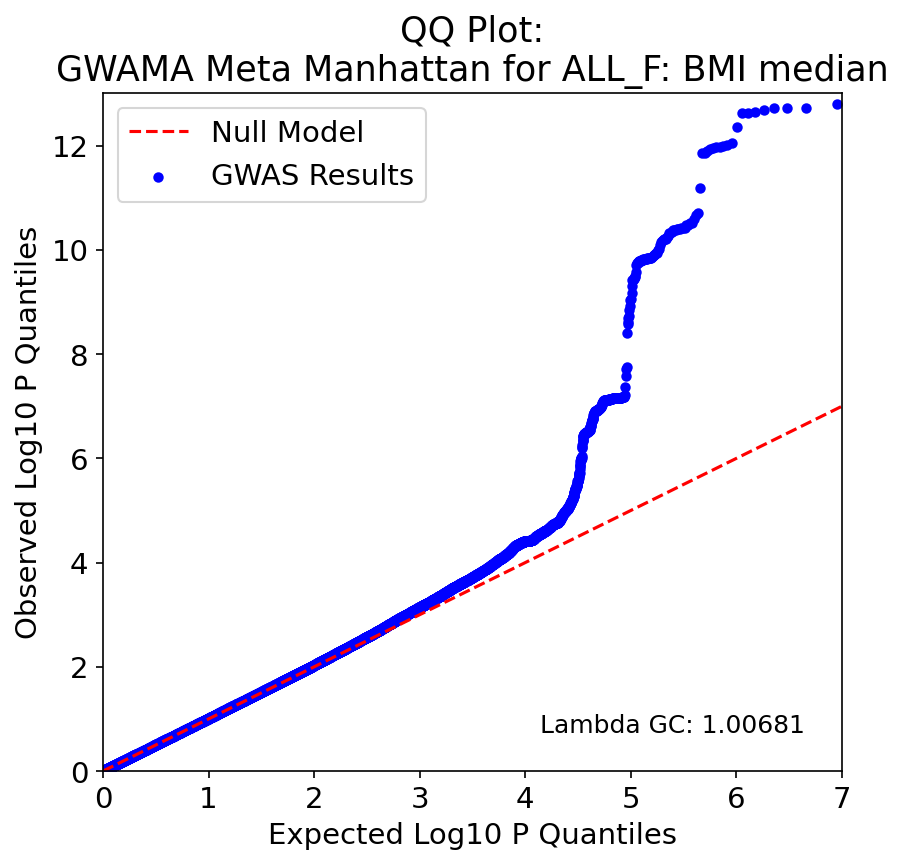 QQ Plot:
GWAMA Meta Manhattan for ALL_F: BMI median
Null Model
GWAS Results
Observed Log10 P Quantiles
12
10
8
6
4
2
0
Lambda GC: 1.00681
0 1 2 3 4 5 6 7
Expected Log10 P Quantiles